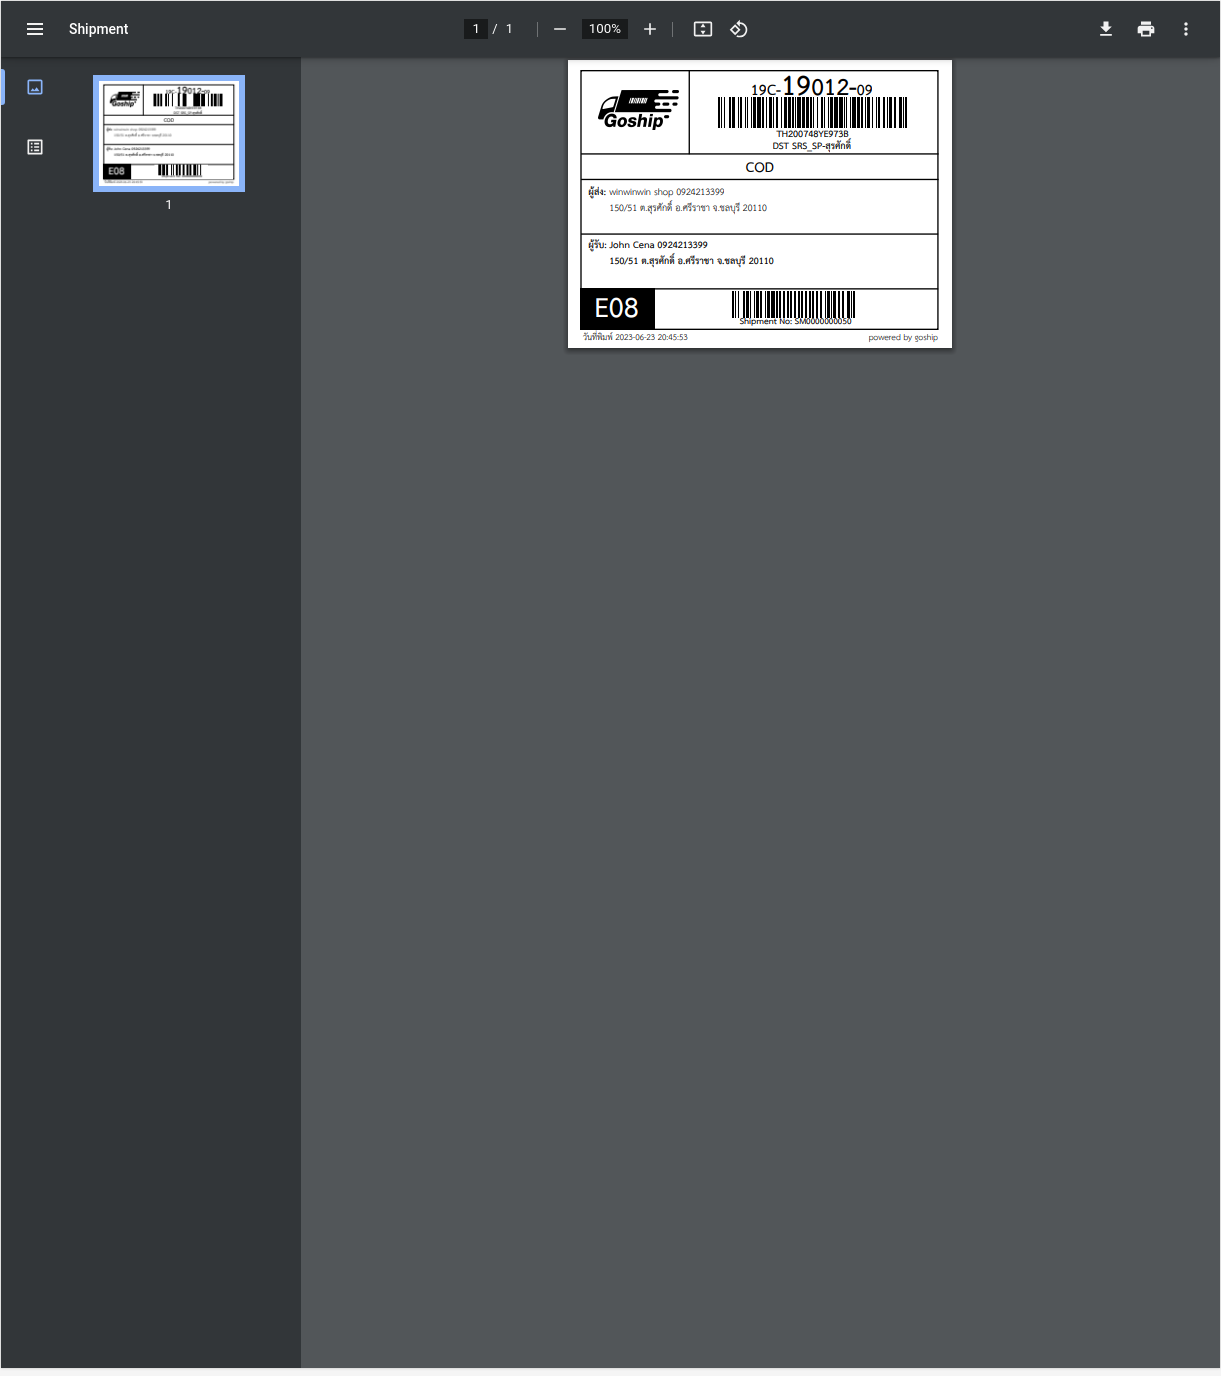 Shipment
1 / 1
100%
1
Goship
19C-19012-09
TH200748YE973B
DST SRS_SP-สุรศักดิ์
COD
ผู้ส่ง: winwinwin shop 0924213399
150/51 ต.สุรศักดิ์ อ.ศรีราชา จ.ชลบุรี 20110
ผู้รับ: John Cena 0924213399
150/51 ต.สุรศักดิ์ อ.ศรีราชา จ.ชลบุรี 20110
E08
Shipment No: SM0000000050
วันที่พิมพ์ 2023-06-23 20:45:53
powered by goship